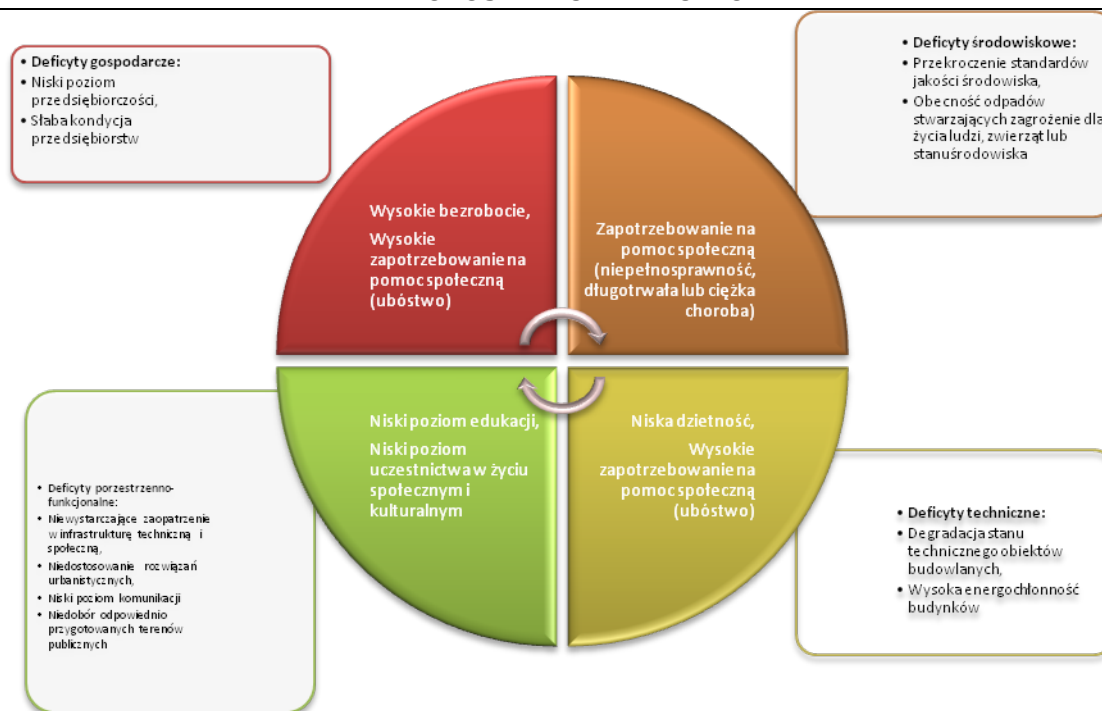 • Deficyty gospodarcze:
• Niski poziom
przedsiębiorczości,
• Słaba kondycja
przedsiębiorstw
• Deficyty środowiskowe:
• Przekroczenie standardów
jakości środowiska,
• Obecność odpadów
stwarzających zagrożenie dla
życia ludzi, zwierząt lub
stanuśrodowiska
Wysokie bezrobocie,
Wysokie
zapotrzebowanie na
pomoc społeczną
(ubóstwo)
Zapotrzebowanie na
pomoc społeczną
(niepełnosprawność,
długotrwała lub ciężka
choroba)
Niski poziom edukacji,
Niski poziom
uczestnictwa w życiu
społecznym i
kulturalnym
Niska dzietność,
Wysokie
zapotrzebowanie na
pomoc społeczną
(ubóstwo)
• Deficyty porzestrzenno-
funkcjonalne:
• Niewystarczające zaopatrzenie
w infrastrukturę techniczną i
społeczną,
• Niedostosowanie rozwiązań
urbanistycznych,
• Niski poziom komunikacji
• Niedobór odpowiednio
przygotowanych terenów
publicznych
• Deficyty techniczne:
• Degradacja stanu
technicznego obiektów
budowlanych,
• Wysoka energochłonność
budynków